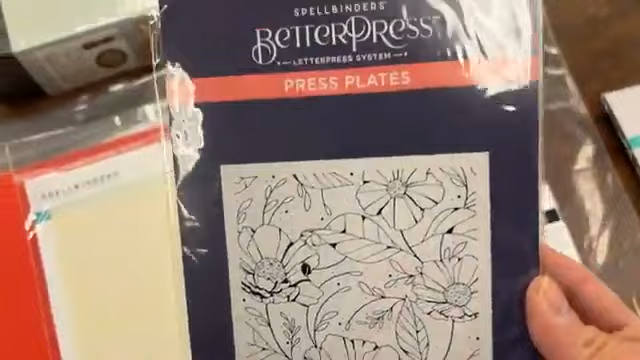 SPELLBINDERS
BETTERPRESS
LETTERPRESS SYSTEM
PRESS PLATES
SPELLBINDERS